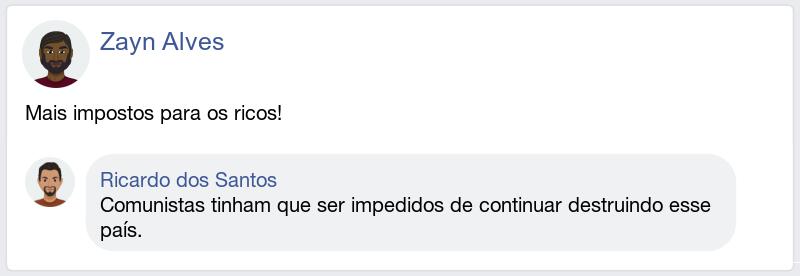 Zayn Alves
Mais impostos para os ricos!
Ricardo dos Santos
Comunistas tinham que ser impedidos de continuar destruindo esse
país.